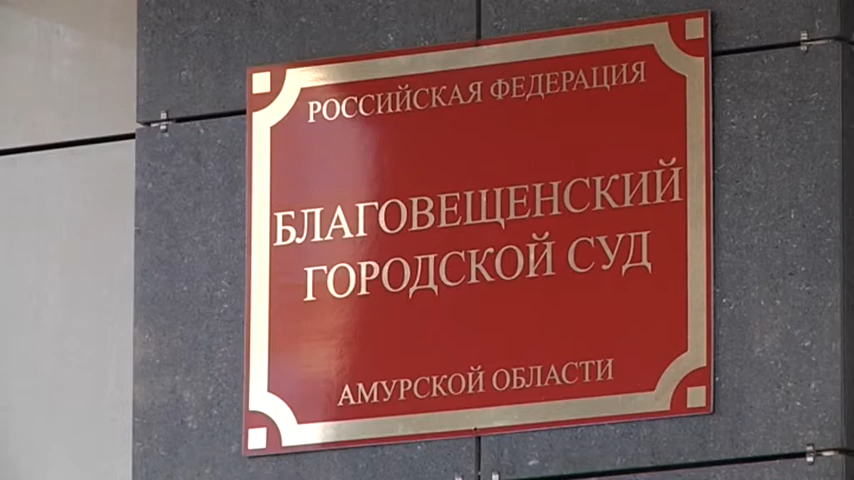 РОССИЙСКАЯ ФЕДЕРАЦИЯ
БЛАГОВЕЩЕНСКИЙ
ГОРОДСКОЙ СУД
АМУРСКОЙ ОБЛАСТИ